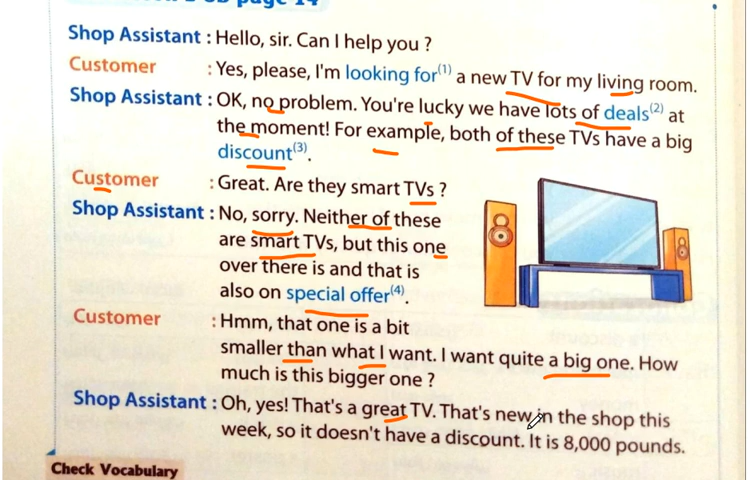 Shop Assistant : Hello, sir. Can I help you ?
Customer : Yes, please, I'm looking for(1) a new TV for my living room.
Shop Assistant : OK, no problem. You're lucky we have lots of deals(2) at
the moment! For example, both of these TVs have a big
discount(3).
Customer : Great. Are they smart TVs ?
Shop Assistant : No, sorry. Neither of these
are smart TVs, but this one
over there is and that is
also on special offer(4).
Customer : Hmm, that one is a bit
smaller than what I want. I want quite a big one. How
much is this bigger one ?
Shop Assistant : Oh, yes! That's a great TV. That's new in the shop this
week, so it doesn't have a discount. It is 8,000 pounds.
Check Vocabulary